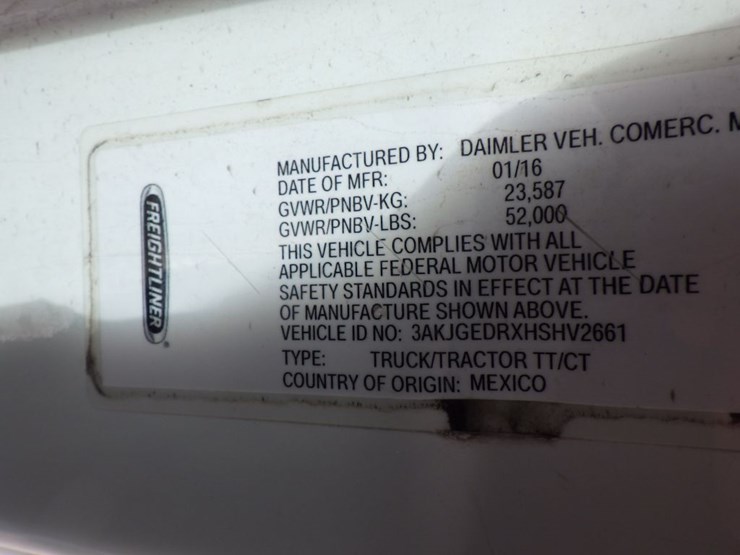 FREIGHTLINER
MANUFACTURED BY: DAIMLER VEH. COMERC.
DATE OF MFR: 01/16
GVWR/PNBV-KG: 23,587
GVWR/PNBV-LBS: 52,000
THIS VEHICLE COMPLIES WITH ALL
APPLICABLE FEDERAL MOTOR VEHICLE
SAFETY STANDARDS IN EFFECT AT THE DATE
OF MANUFACTURE SHOWN ABOVE.
VEHICLE ID NO: 3AKJGEDRXHSHV2661
TYPE: TRUCK/TRACTOR TT/CT
COUNTRY OF ORIGIN: MEXICO